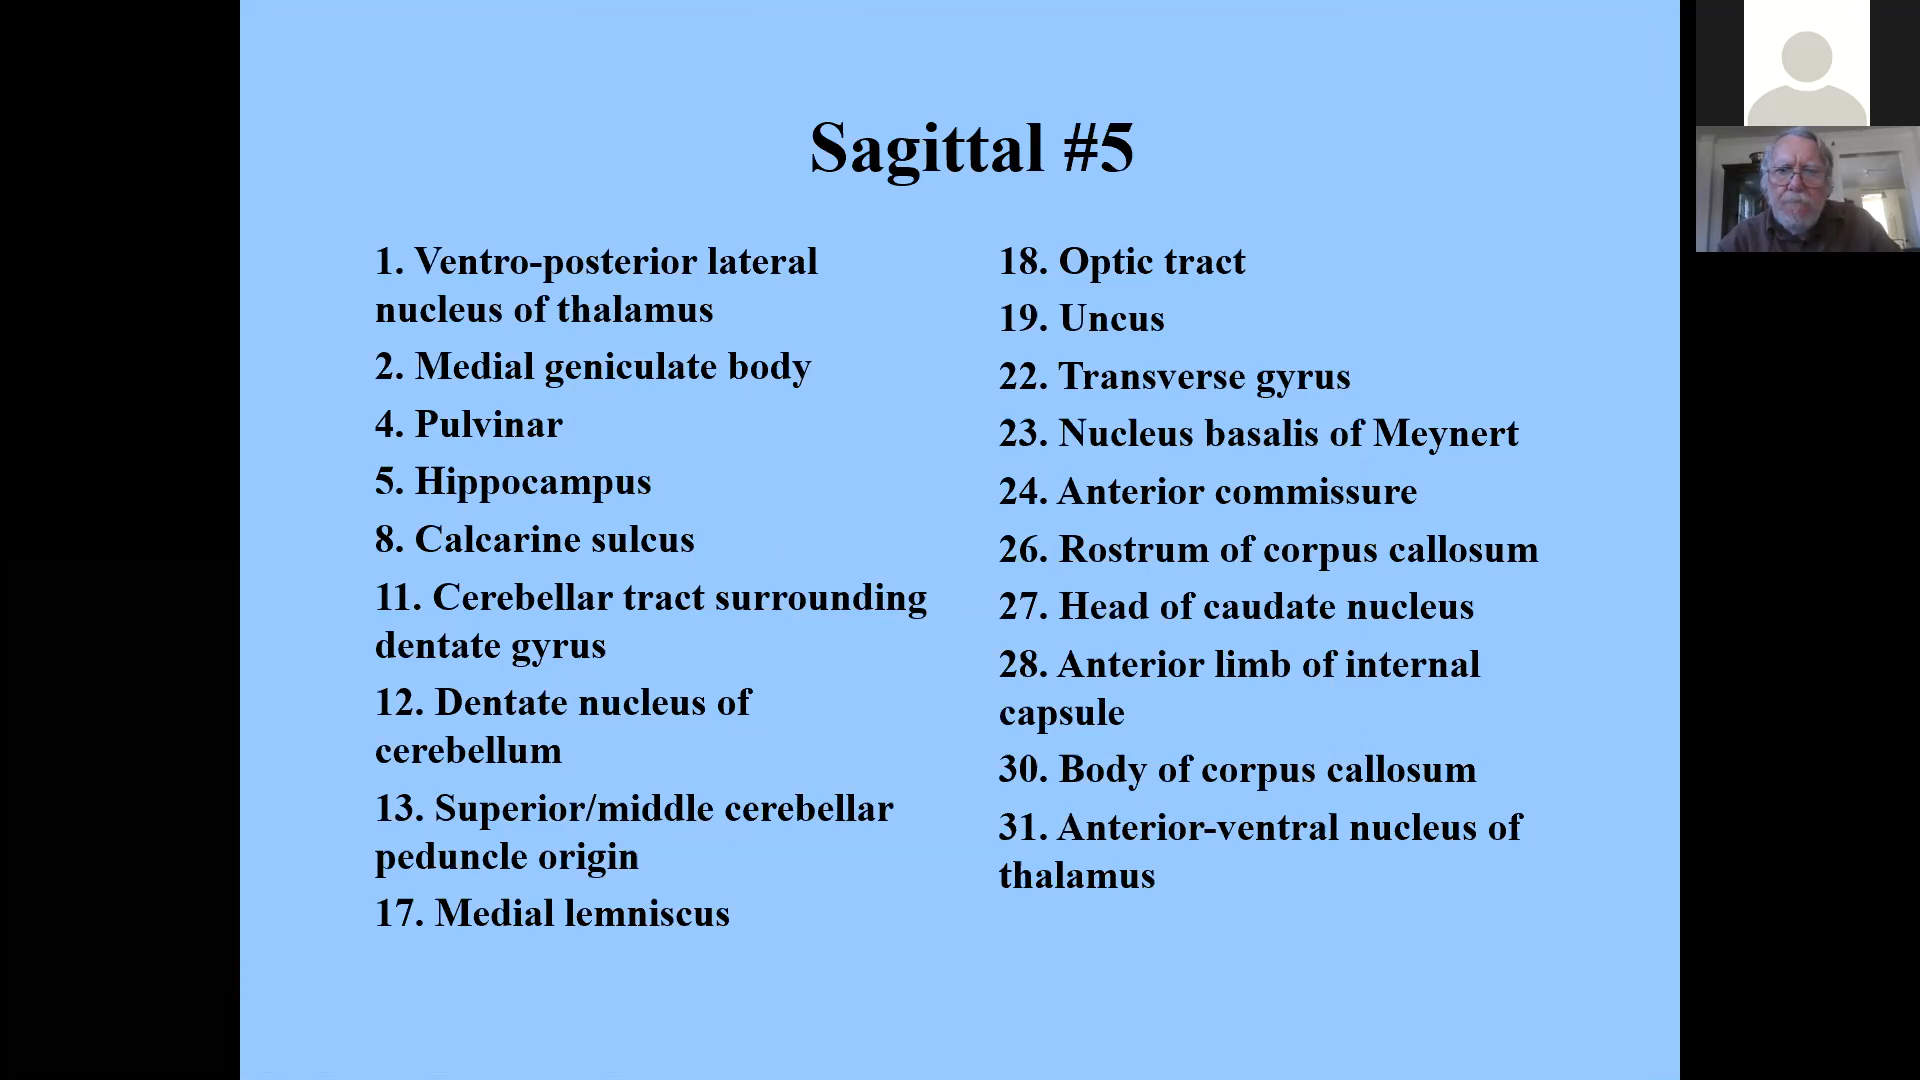 Sagittal #5
1. Ventro-posterior lateral
nucleus of thalamus
2. Medial geniculate body
4. Pulvinar
5. Hippocampus
8. Calcarine sulcus
11. Cerebellar tract surrounding
dentate gyrus
12. Dentate nucleus of
cerebellum
13. Superior/middle cerebellar
peduncle origin
17. Medial lemniscus
18. Optic tract
19. Uncus
22. Transverse gyrus
23. Nucleus basalis of Meynert
24. Anterior commissure
26. Rostrum of corpus callosum
27. Head of caudate nucleus
28. Anterior limb of internal
capsule
30. Body of corpus callosum
31. Anterior-ventral nucleus of
thalamus